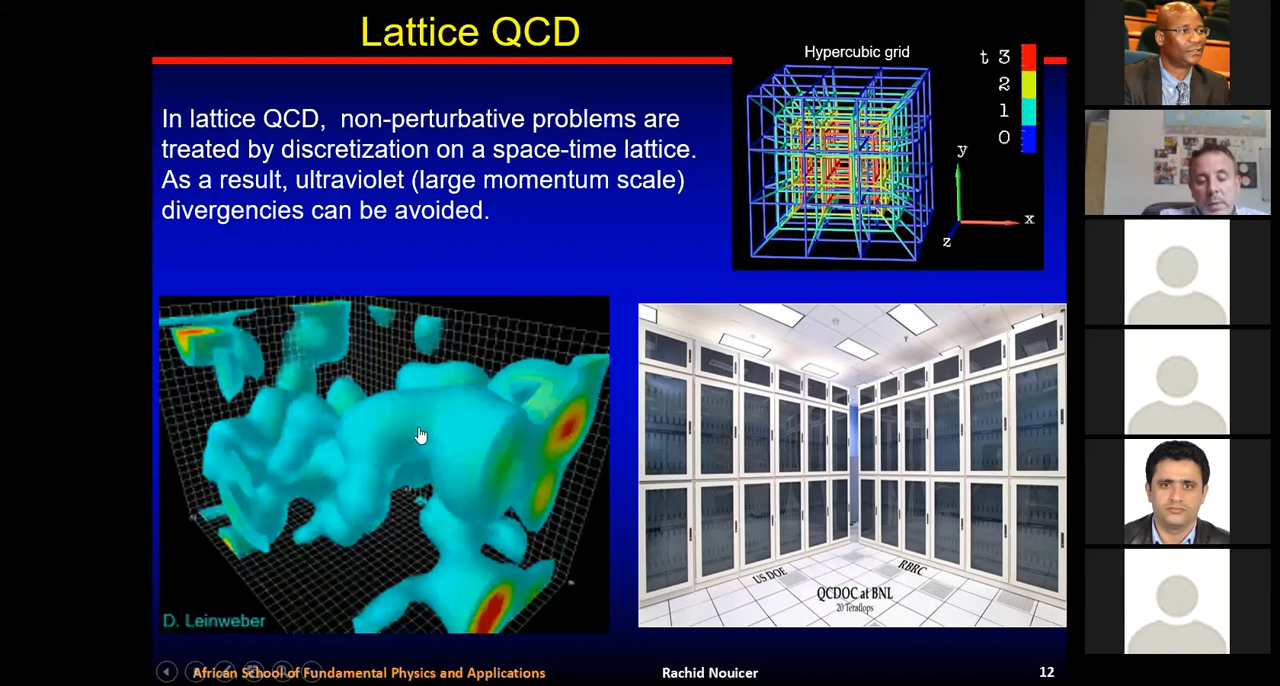 Lattice QCD
In lattice QCD, non-perturbative problems are
treated by discretization on a space-time lattice.
As a result, ultraviolet (large momentum scale)
divergencies can be avoided.
Hypercubic grid
t 3
2
1
0
y
x
z
D. Leinweber
US DOE
RBRC
QCDOC at BNL
20 Teraflops
African School of Fundamental Physics and Applications
Rachid Nouicer
12